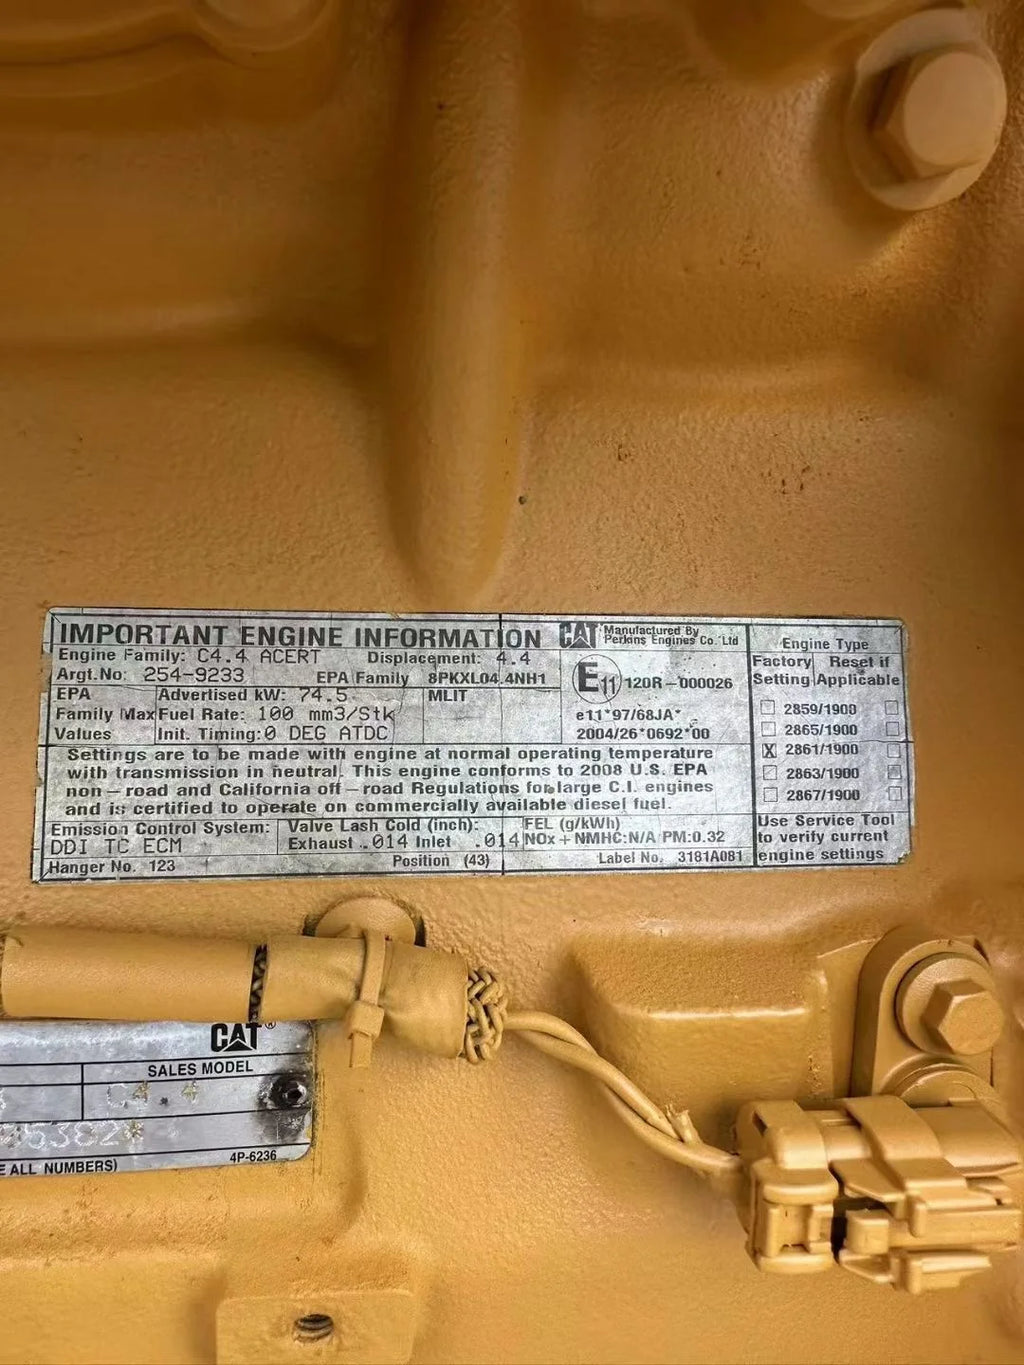 IMPORTANT ENGINE INFORMATION
CAT® Manufactured By
Perkins Engines Co. Ltd
Engine Family: C4.4 ACERT Displacement: 4.4
Argt.No: 254-9233 EPA Family 8PKXL04.4NH1
EPA Advertised kW: 74.5 MLIT
Family Max Fuel Rate: 100 mm3/Stk
Values Init. Timing: 0 DEG ATDC
E11 120R-000026
e11*97/68JA*
2004/26*0692*00
Settings are to be made with engine at normal operating temperature
with transmission in neutral. This engine conforms to 2008 U.S. EPA
non-road and California off-road Regulations for large C.I. engines
and is certified to operate on commercially available diesel fuel.
Emission Control System: Valve Lash Cold (inch): FEL (g/kWh)
DDI TC ECM Exhaust .014 Inlet .014 NOx+NMHC:N/A PM:0.32
Hanger No. 123 Position (43) Label No. 3181A081
Engine Type
Factory Reset if
Setting Applicable
2859/1900
2865/1900
X 2861/1900
2863/1900
2867/1900
Use Service Tool
to verify current
engine settings
CAT®
SALES MODEL
C4.4
5382*
ALL NUMBERS)
4P-6236